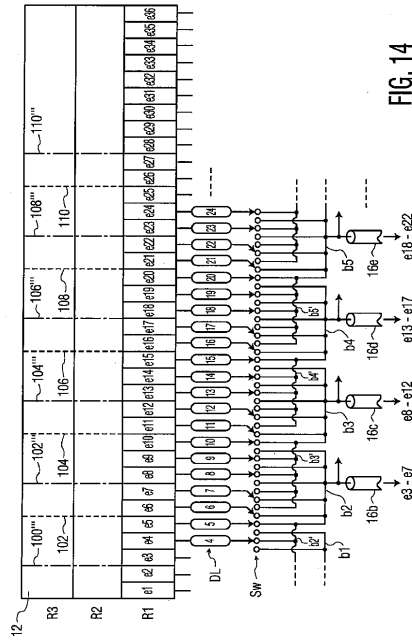 12
100'''
102'''
104'''
106'''
108'''
110'''
102
104
106
108
110
R3
R2
R1
e1 e2 e3 e4 e5 e6 e7 e8 e9 e10 e11 e12 e13 e14 e15 e16 e17 e18 e19 e20 e21 e22 e23 e24 e25 e26 e27 e28 e29 e30 e31 e32 e33 e34 e35 e36
DL
4 5 6 7 8 9 10 11 12 13 14 15 16 17 18 19 20 21 22 23 24
Sw
b2' b3' b4' b5'
b1 b2 b3 b4 b5
16b 16c 16d 16e
e3 - e7 e8 - e12 e13 - e17 e18 - e22
FIG. 14